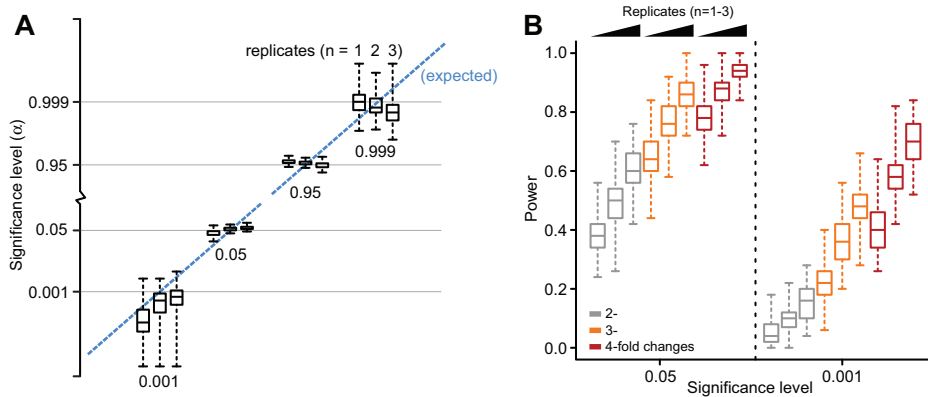 A
replicates (n = 1 2 3)
(expected)
Significance level (α)
0.999
0.95
0.05
0.001
0.999
0.95
0.05
0.001
B
Replicates (n=1-3)
Power
1.0
0.8
0.6
0.4
0.2
0.0
2-
3-
4-fold changes
0.05
0.001
Significance level